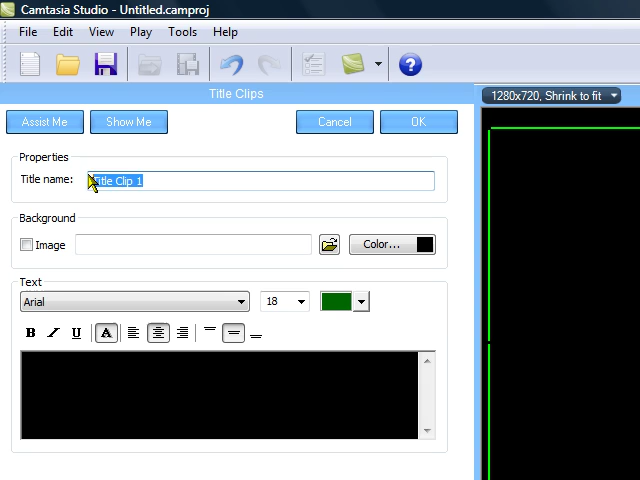 Camtasia Studio - Untitled.camproj
File Edit View Play Tools Help
Title Clips
1280x720, Shrink to fit
Assist Me Show Me Cancel OK
Properties
Title name: Title Clip 1
Background
Image Color...
Text
Arial 18
B I U A